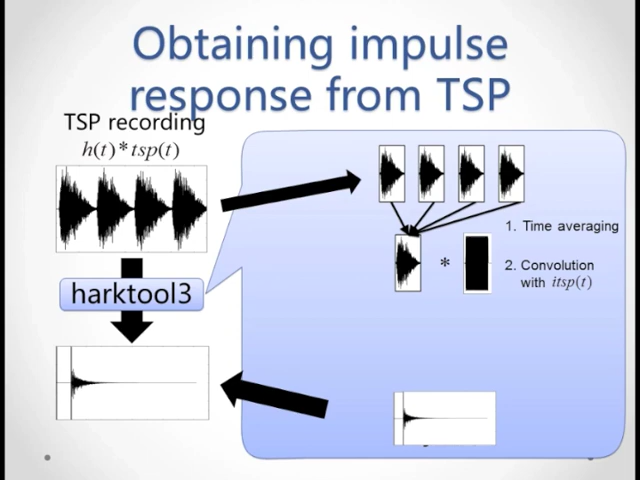 Obtaining impulse
response from TSP
TSP recording
h(t)*tsp(t)
harktool3
1. Time averaging
*
2. Convolution
with itsp(t)